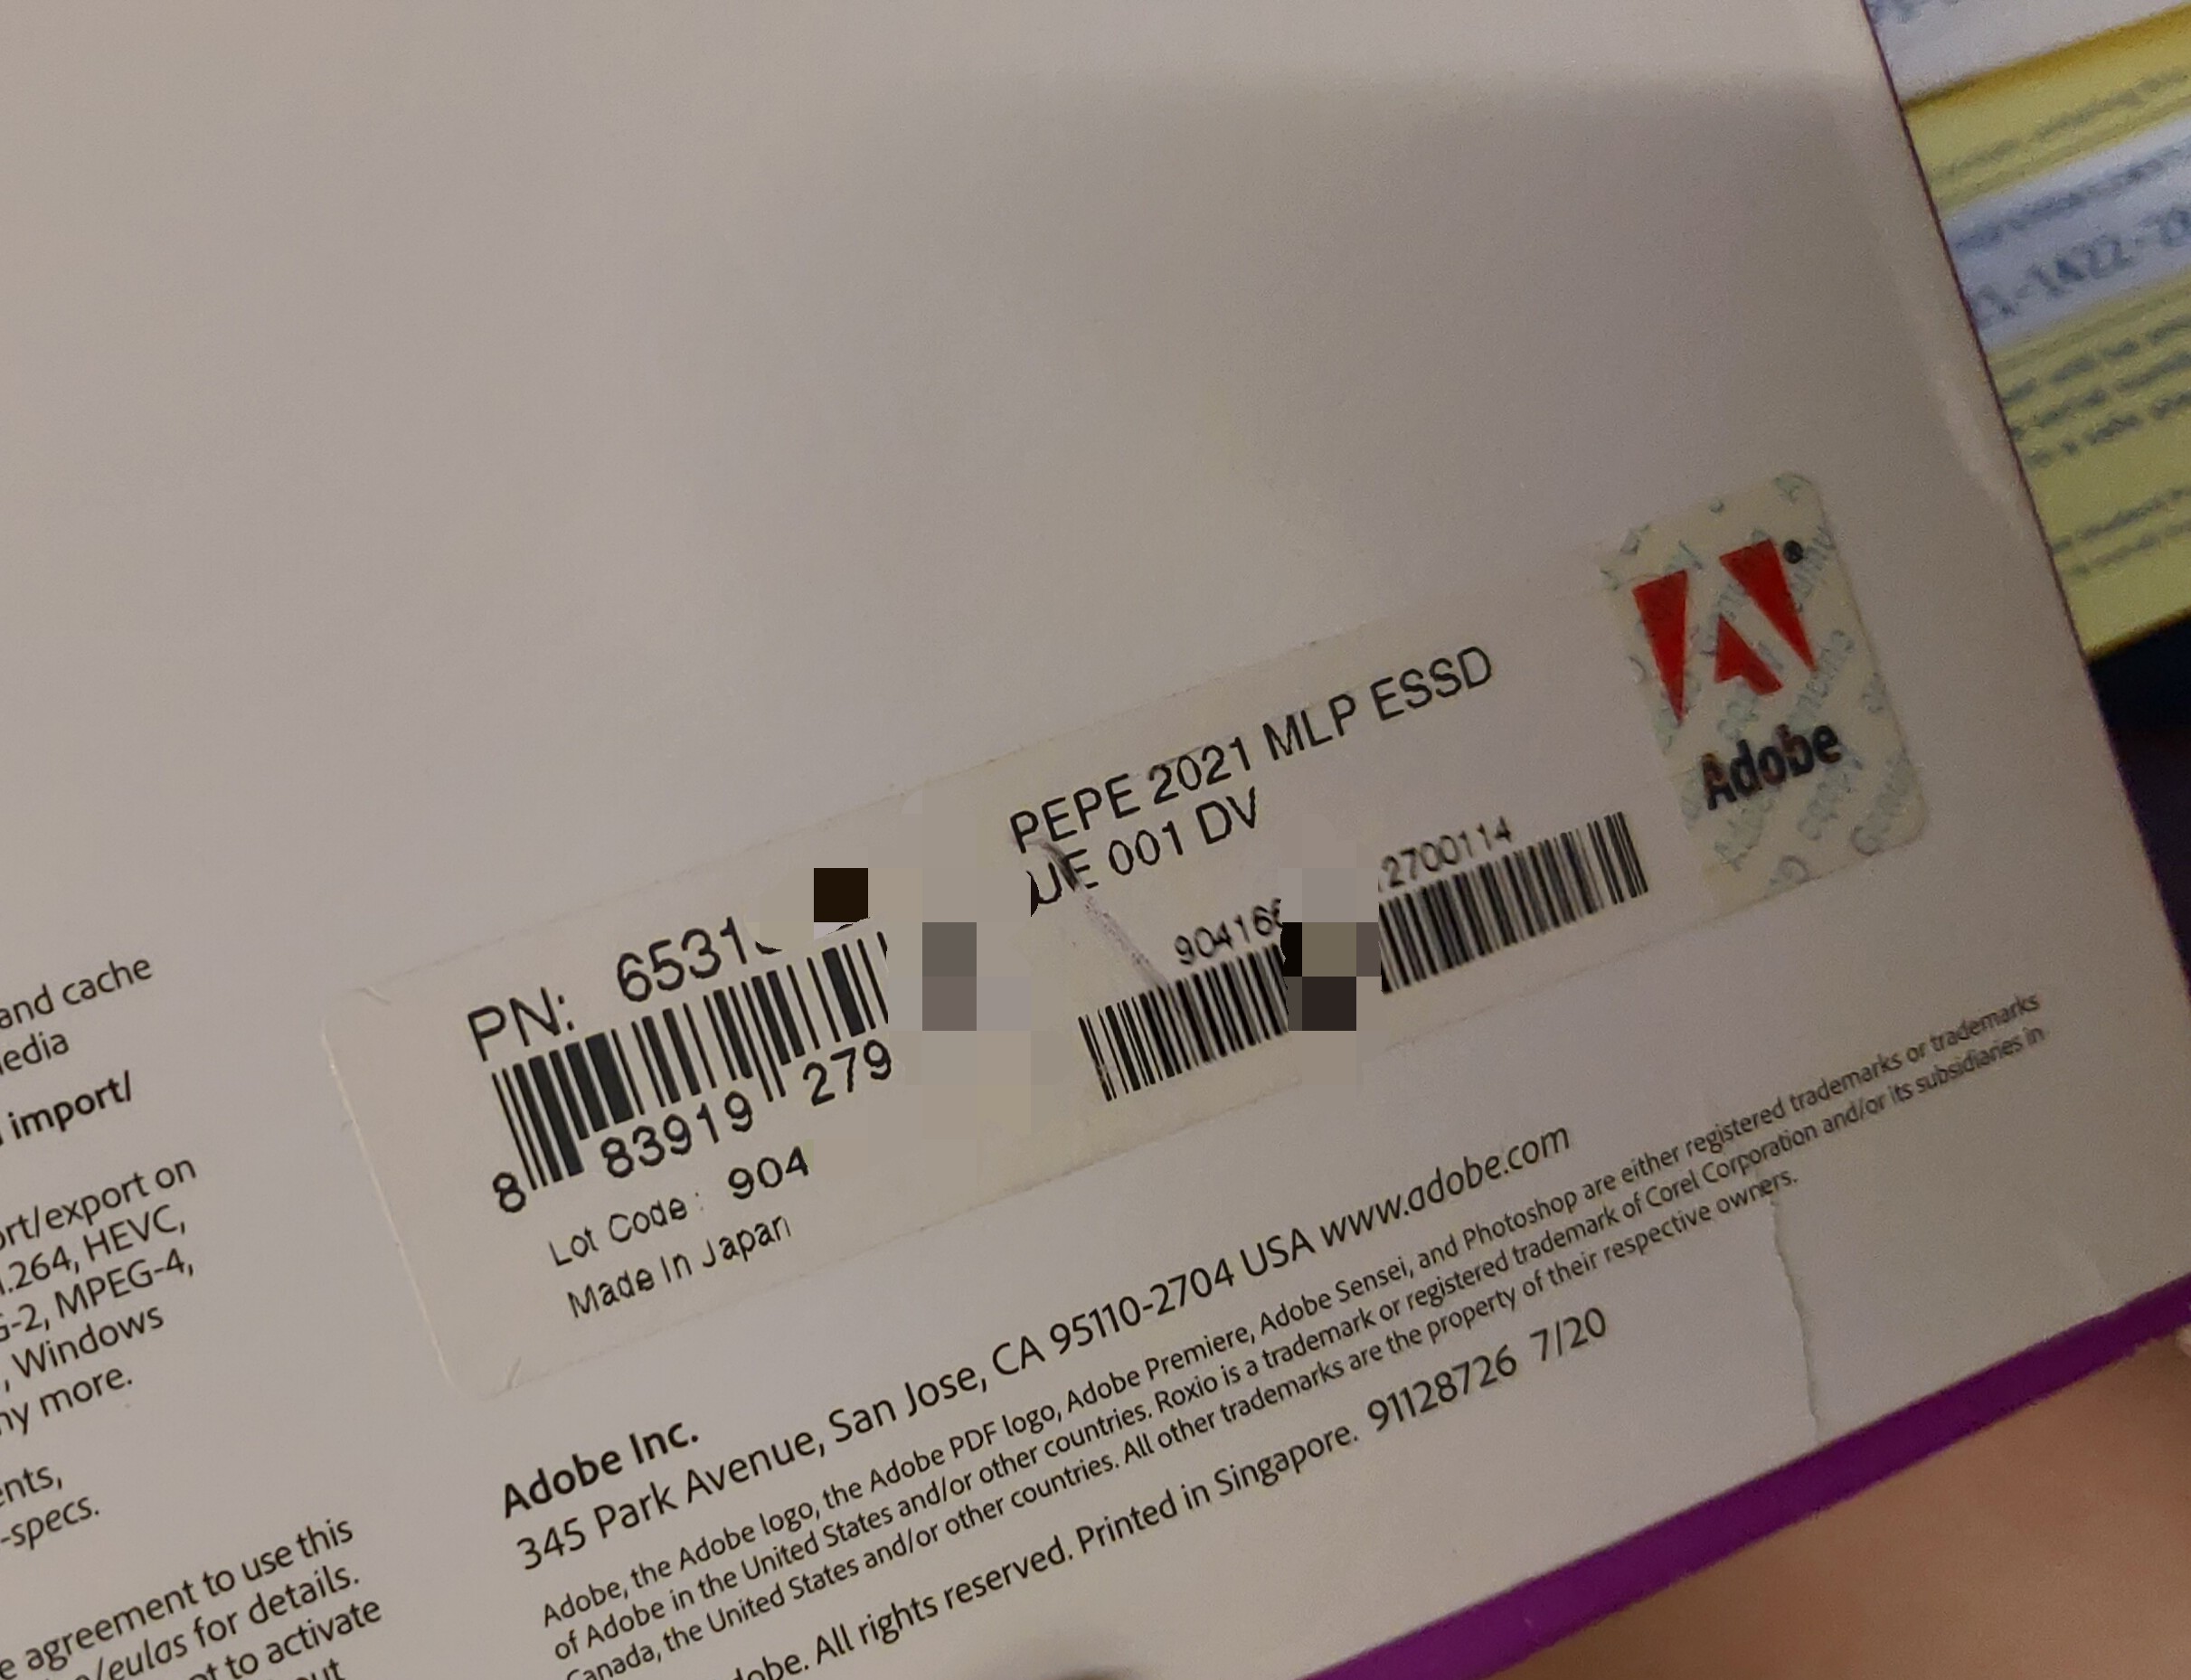 and cache
import/
ort/export on
.264, HEVC,
-2, MPEG-4,
, Windows
more.
-specs.
agreement to use this
/eulas for details.
to activate
PN: 6531
PEPE 2021 MLP ESSD
UE 001 DV
8 83919 279
90416
2700114
Lot Code: 904
Made In Japan
Adobe
Adobe Inc.
345 Park Avenue, San Jose, CA 95110-2704 USA www.adobe.com
Adobe, the Adobe logo, the Adobe PDF logo, Adobe Premiere, Adobe Sensei, and Photoshop are either registered trademarks or trademarks
of Adobe in the United States and/or other countries. Roxio is a trademark or registered trademark of Corel Corporation and/or its subsidiaries in
Canada, the United States and/or other countries. All other trademarks are the property of their respective owners.
Adobe. All rights reserved. Printed in Singapore. 91128726 7/20